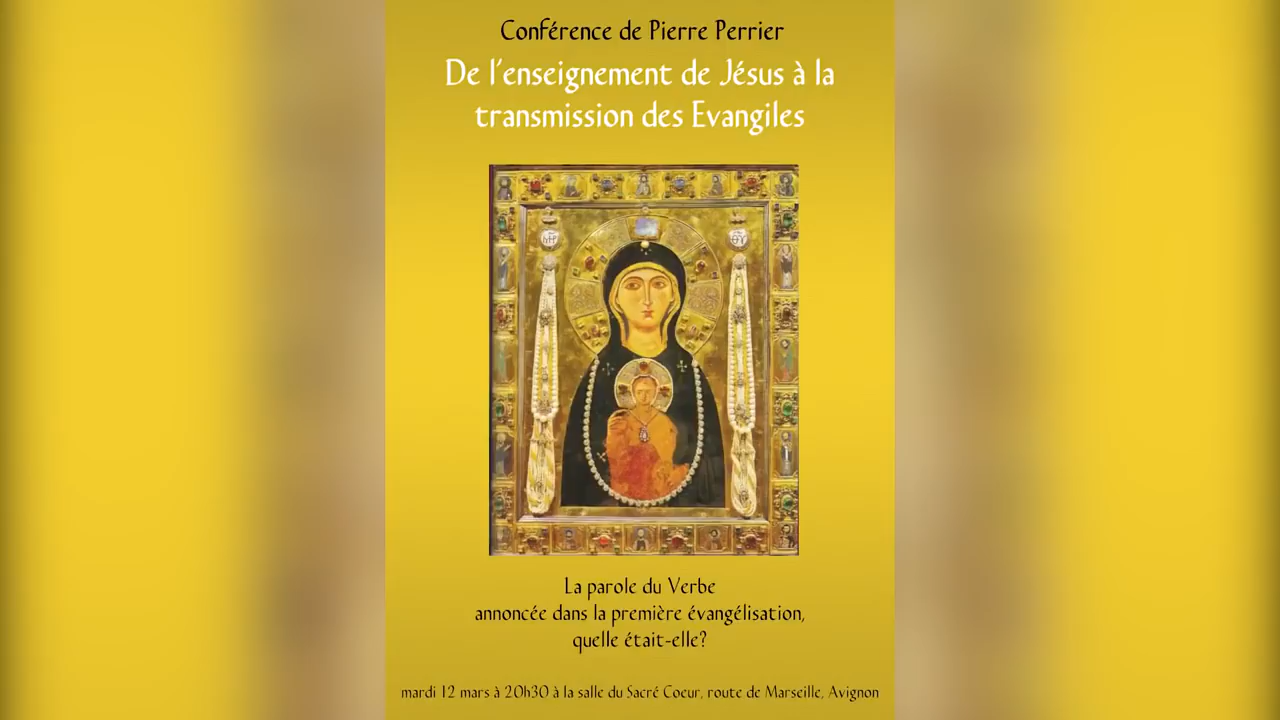 Conférence de Pierre Perrier
De l'enseignement de Jésus à la
transmission des Evangiles
La parole du Verbe
annoncée dans la première évangélisation,
quelle était-elle?
mardi 12 mars à 20h30 à la salle du Sacré Coeur, route de Marseille, Avignon